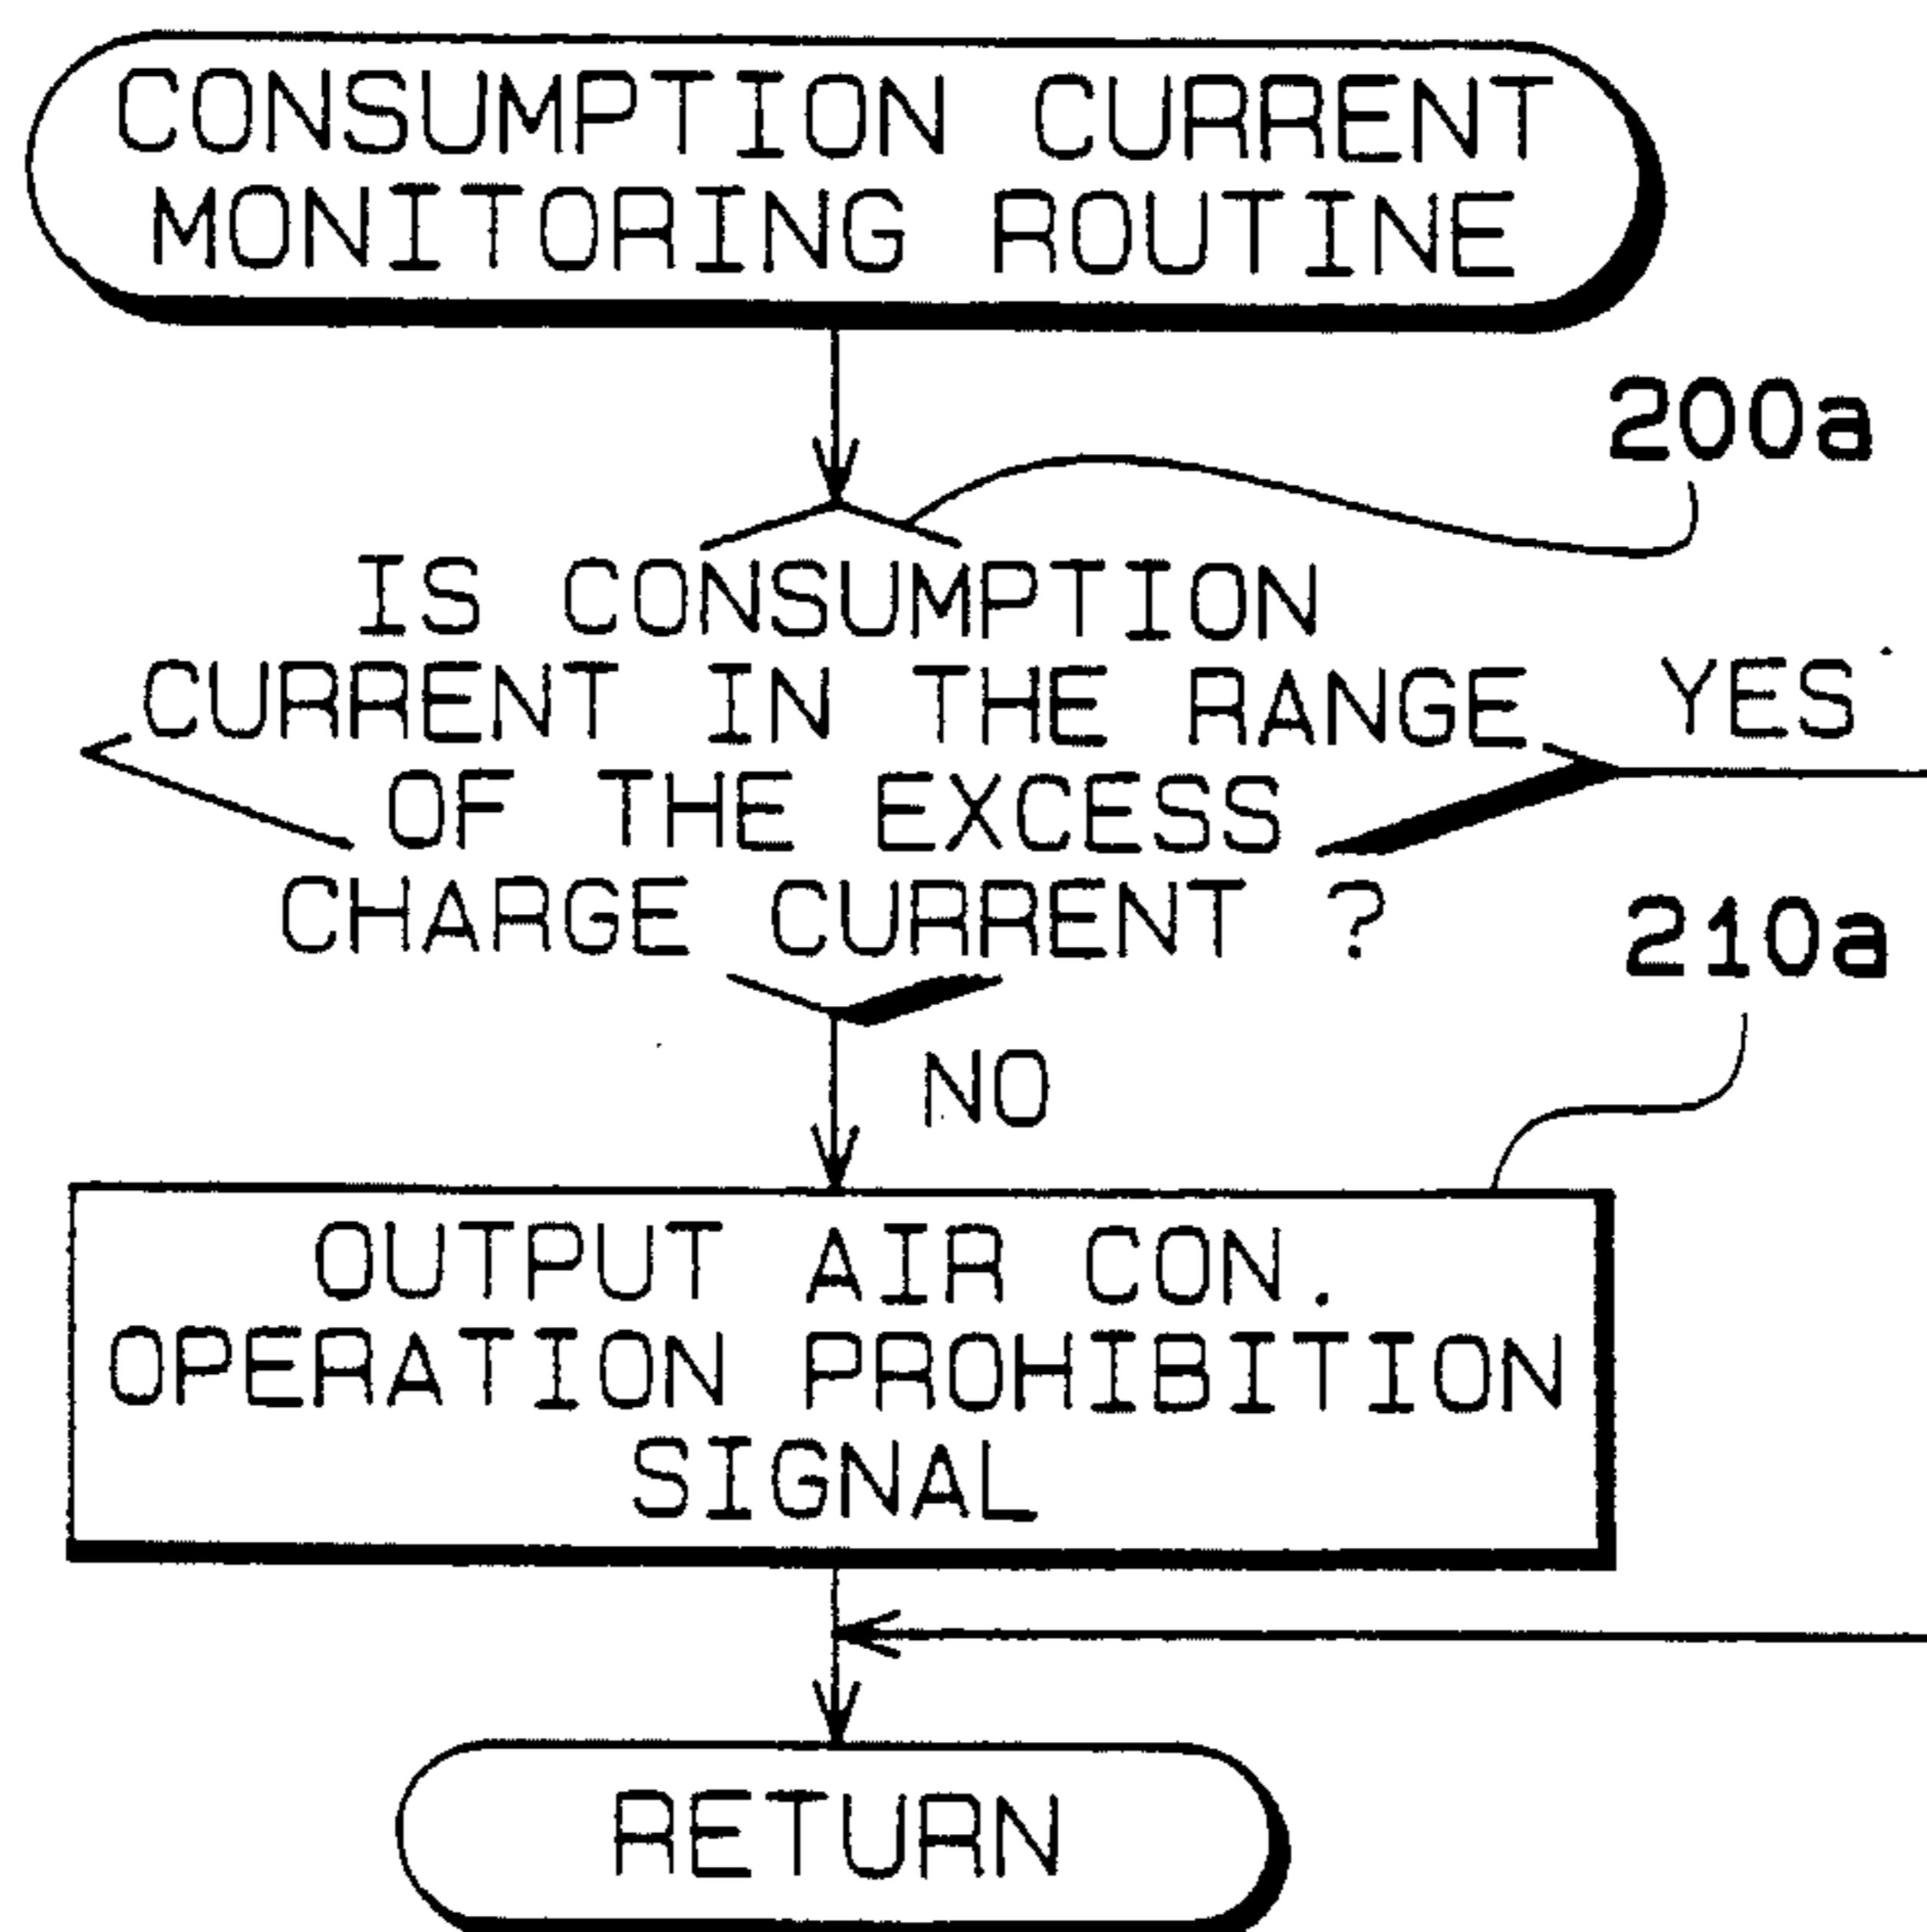 CONSUMPTION CURRENT
MONITORING ROUTINE
200a
IS CONSUMPTION
CURRENT IN THE RANGE
YES
OF THE EXCESS
CHARGE CURRENT ?
210a
NO
OUTPUT AIR CON.
OPERATION PROHIBITION
SIGNAL
RETURN